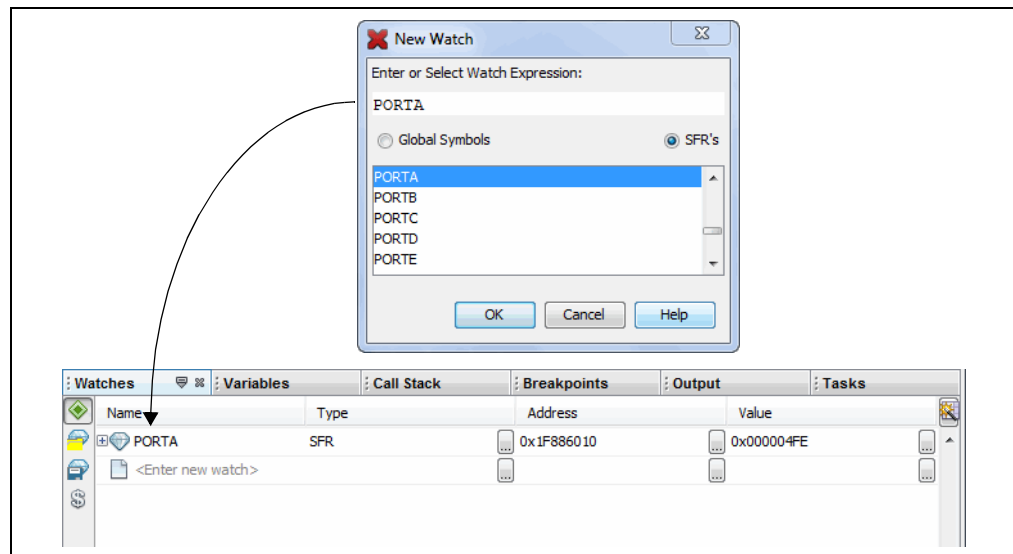 New Watch
Enter or Select Watch Expression:
PORTA
Global Symbols SFR's
PORTA
PORTB
PORTC
PORTD
PORTE
OK Cancel Help
Watches Variables Call Stack Breakpoints Output Tasks
Name Type Address Value
PORTA SFR ... 0x1F886010 ... 0x000004FE ...
<Enter new watch> ... ... ...